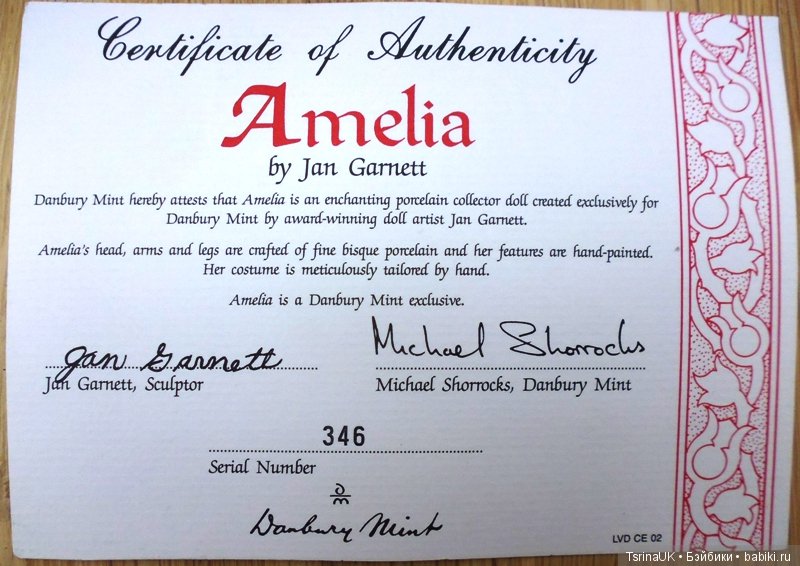 Certificate of Authenticity
Amelia
by Jan Garnett
Danbury Mint hereby attests that Amelia is an enchanting porcelain collector doll created exclusively for
Danbury Mint by award-winning doll artist Jan Garnett.
Amelia's head, arms and legs are crafted of fine bisque porcelain and her features are hand-painted.
Her costume is meticulously tailored by hand.
Amelia is a Danbury Mint exclusive.
Jan Garnett
Jan Garnett, Sculptor
Michael Shorrocks
Michael Shorrocks, Danbury Mint
346
Serial Number
Danbury Mint
LVD CE 02
TsrinaUK • Бэйбики • babiki.ru